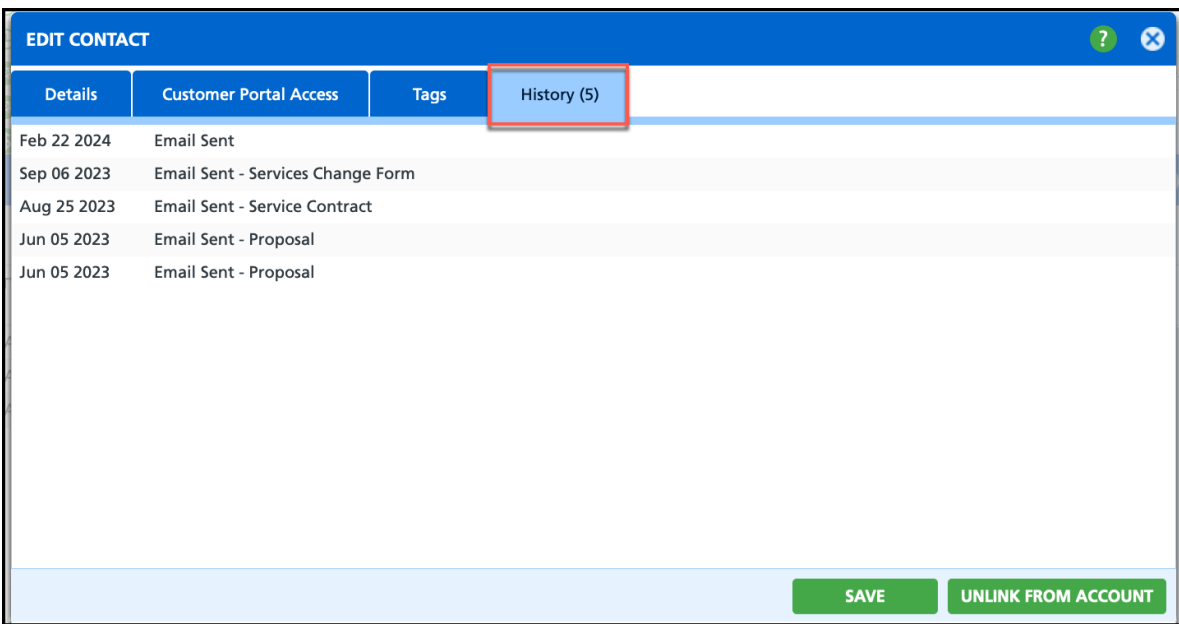 EDIT CONTACT ?
Details Customer Portal Access Tags History (5)
Feb 22 2024 Email Sent
Sep 06 2023 Email Sent - Services Change Form
Aug 25 2023 Email Sent - Service Contract
Jun 05 2023 Email Sent - Proposal
Jun 05 2023 Email Sent - Proposal
SAVE UNLINK FROM ACCOUNT